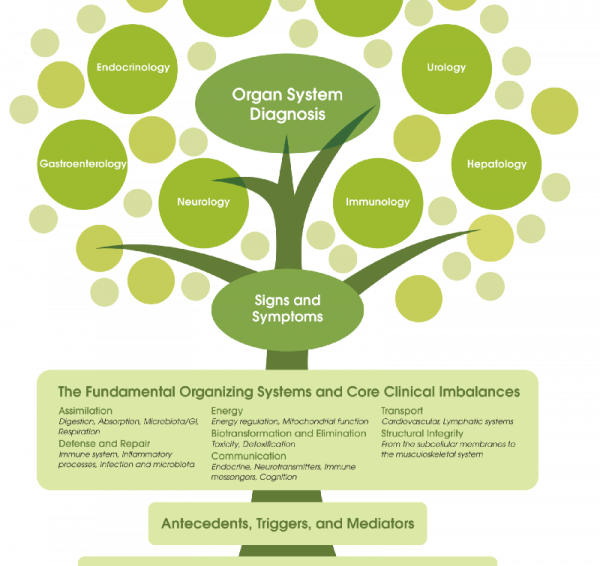 Endocrinology
Urology
Organ System
Diagnosis
Gastroenterology
Hepatology
Neurology
Immunology
Signs and
Symptoms
The Fundamental Organizing Systems and Core Clinical Imbalances
Assimilation
Digestion, Absorption, Microbiota/GI,
Respiration
Defense and Repair
Immune system, Inflammatory
processes, infection and microbiota
Energy
Energy regulation, Mitochondrial function
Biotransformation and Elimination
Toxicity, Detoxification
Communication
Endocrine, Neurotransmitters, Immune
messengers, Cognition
Transport
Cardiovascular, Lymphatic systems
Structural Integrity
From the subcellular membranes to
the musculoskeletal system
Antecedents, Triggers, and Mediators